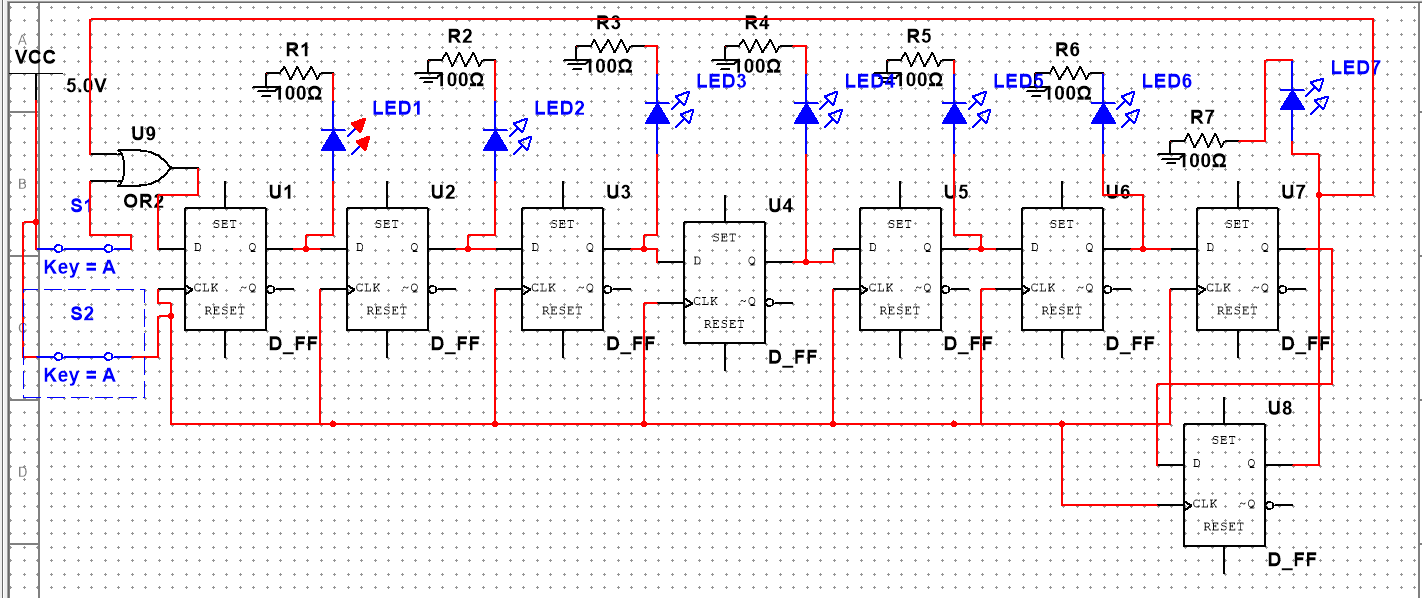 A
VCC
5.0V
R1
100Ω
LED1
R2
100Ω
LED2
R3
100Ω
LED3
R4
100Ω
LED4
R5
100Ω
LED5
R6
100Ω
LED6
R7
100Ω
LED7
U9
OR2
B
S1
Key = A
S2
Key = A
C
D
U1
SET
D Q
CLK ~Q
RESET
D_FF
U2
SET
D Q
CLK ~Q
RESET
D_FF
U3
SET
D Q
CLK ~Q
RESET
D_FF
U4
SET
D Q
CLK ~Q
RESET
D_FF
U5
SET
D Q
CLK ~Q
RESET
D_FF
U6
SET
D Q
CLK ~Q
RESET
D_FF
U7
SET
D Q
CLK ~Q
RESET
D_FF
U8
SET
D Q
CLK ~Q
RESET
D_FF